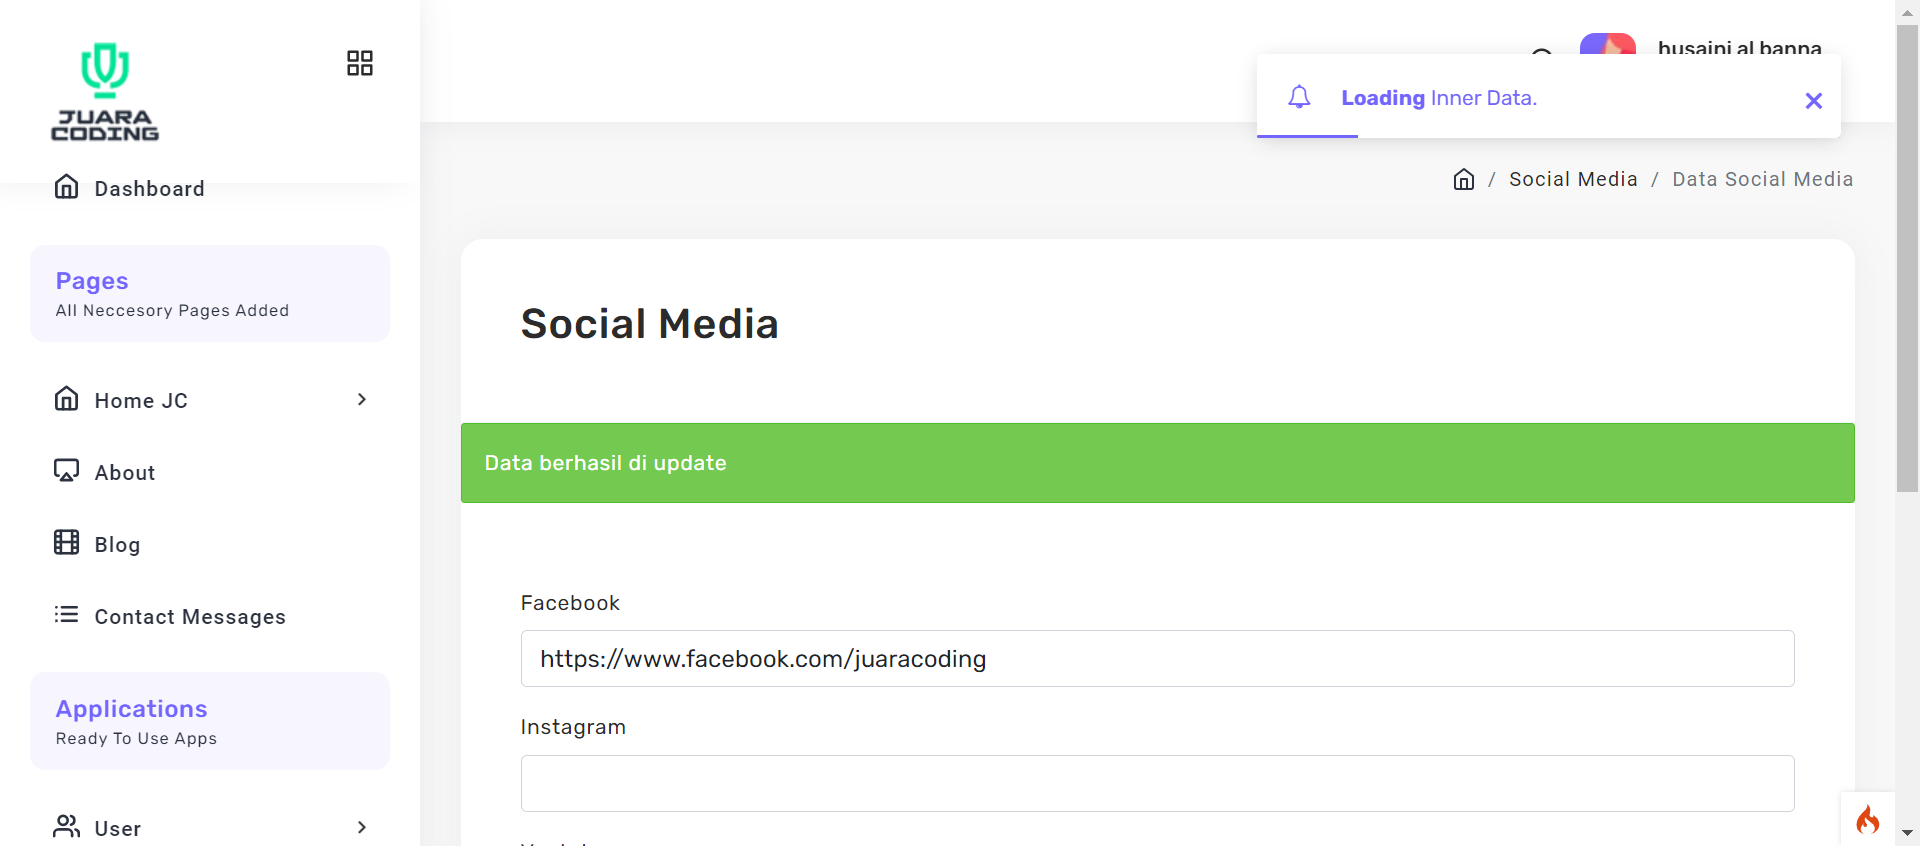 JUARA
CODING
husaini al banna
Loading Inner Data.
/ Social Media / Data Social Media
Dashboard
Pages
All Neccesory Pages Added
Home JC
About
Blog
Contact Messages
Applications
Ready To Use Apps
User
Social Media
Data berhasil di update
Facebook
https://www.facebook.com/juaracoding
Instagram